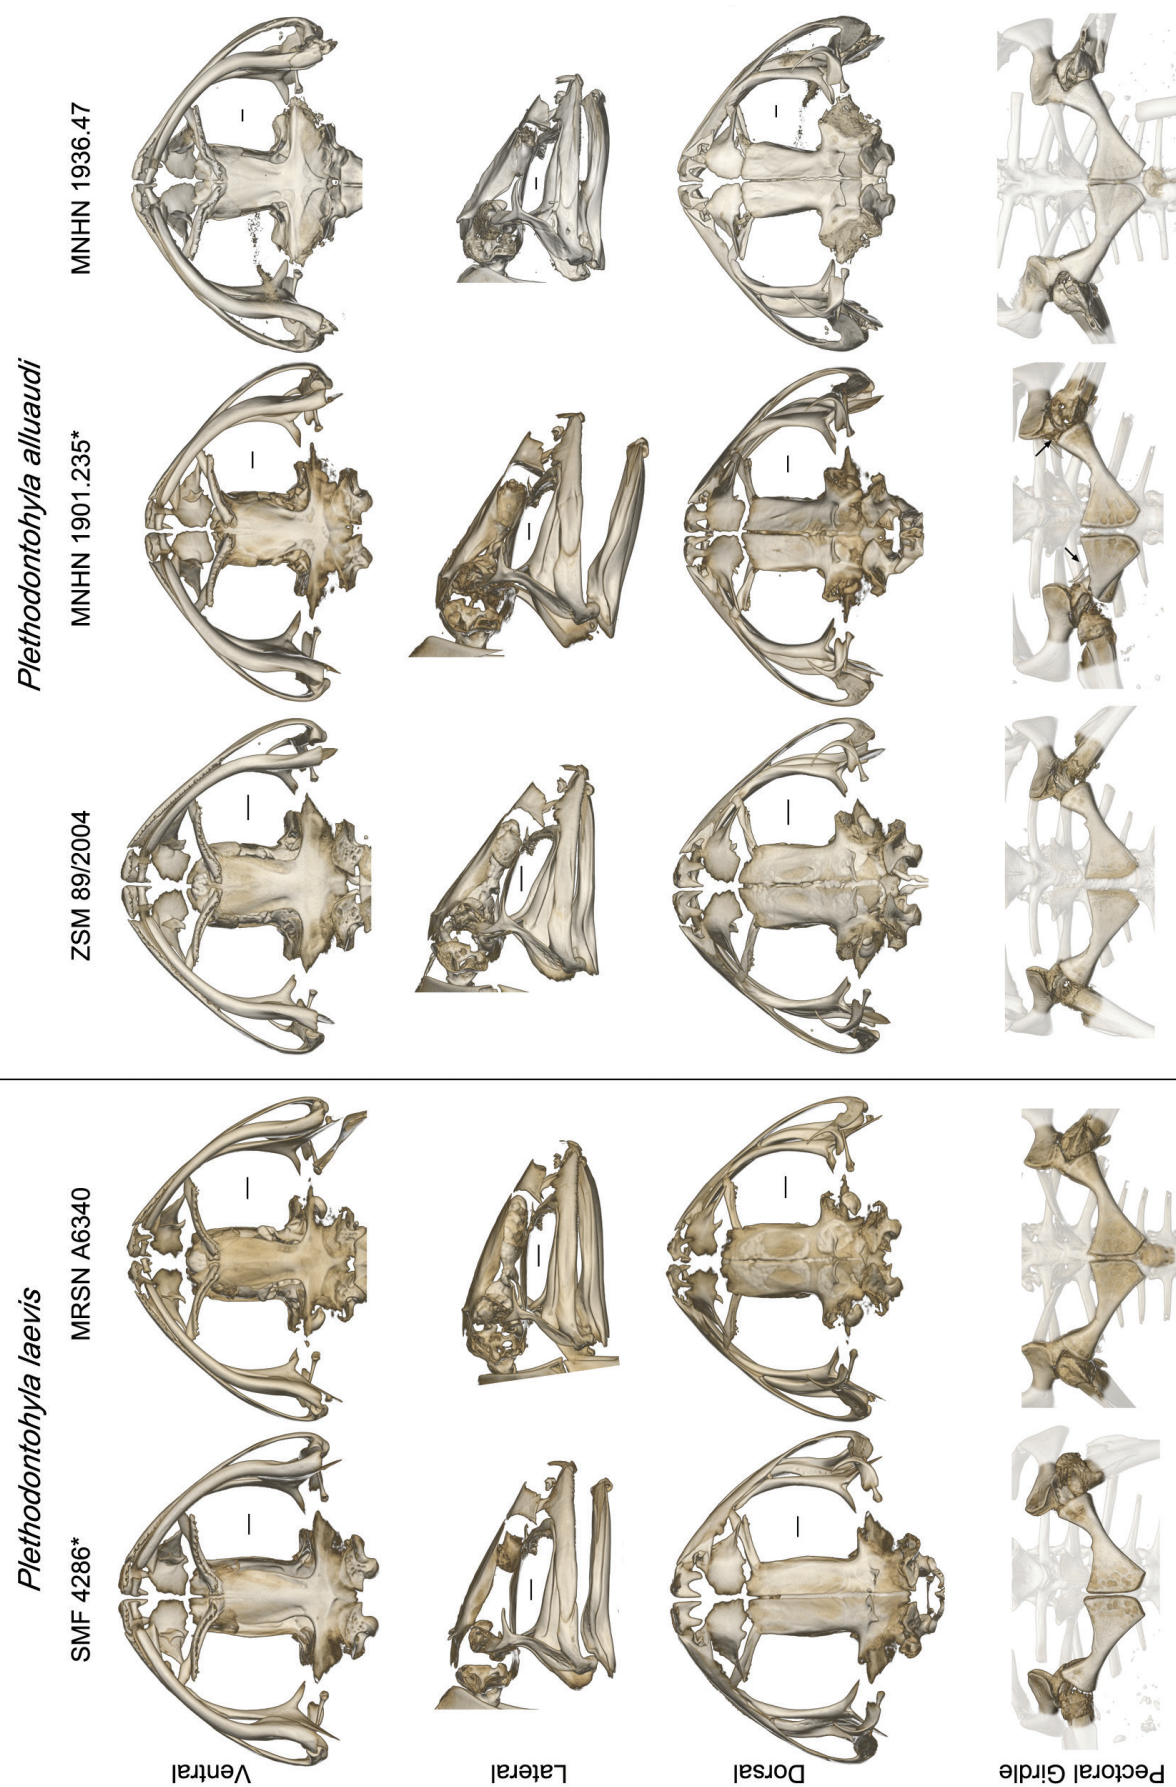 Plethodontohyla laevis
Plethodontohyla alluaudi
SMF 4286*
MRSN A6340
ZSM 89/2004
MNHN 1901.235*
MNHN 1936.47
Ventral
Lateral
Dorsal
Pectoral Girdle